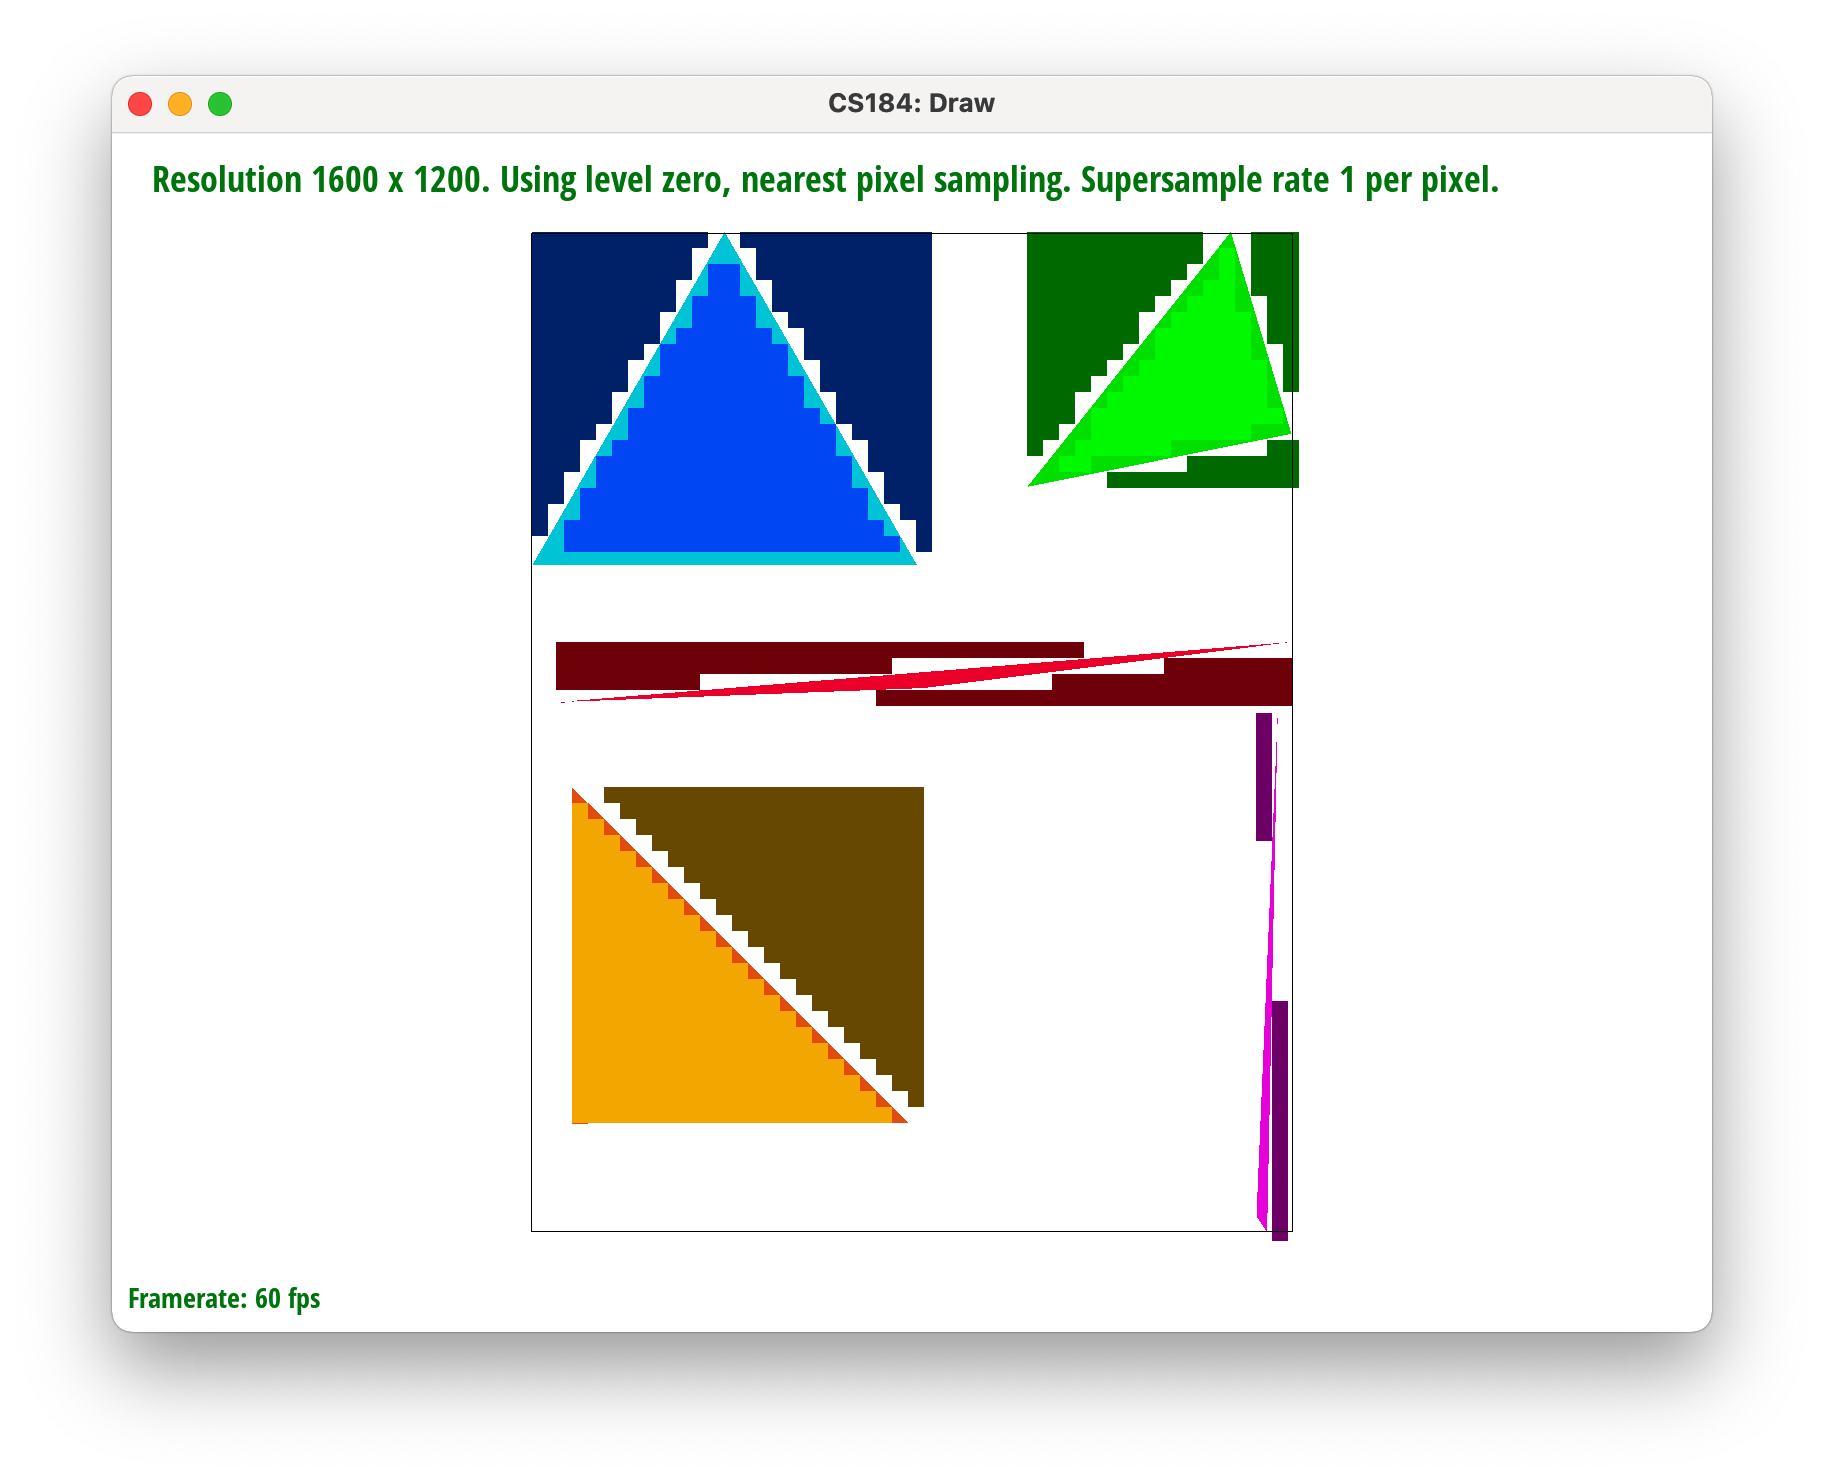 CS184: Draw
Resolution 1600 x 1200. Using level zero, nearest pixel sampling. Supersample rate 1 per pixel.
Framerate: 60 fps